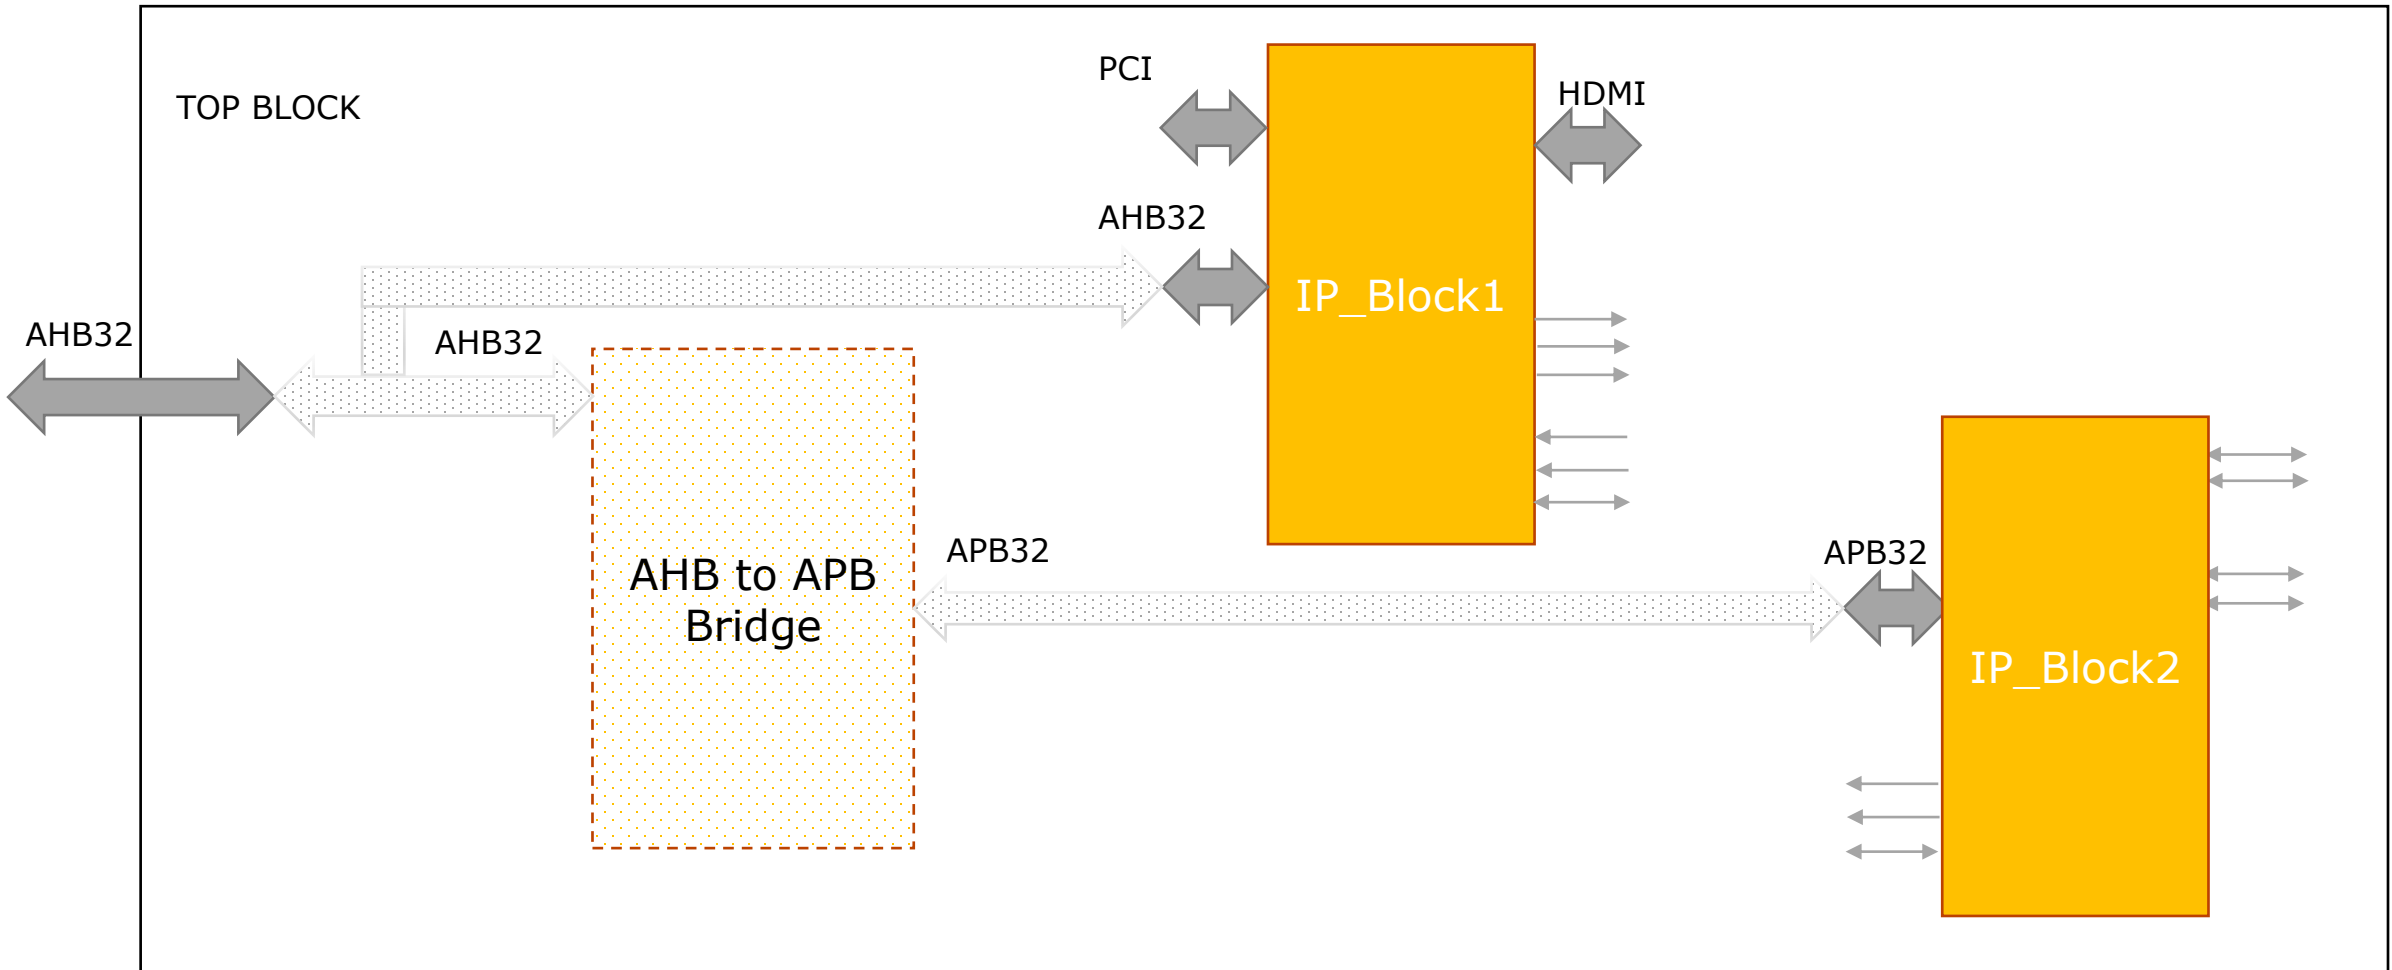 PCI
HDMI
TOP BLOCK
AHB32
IP_Block1
AHB32
AHB32
APB32
APB32
AHB to APB
Bridge
IP_Block2